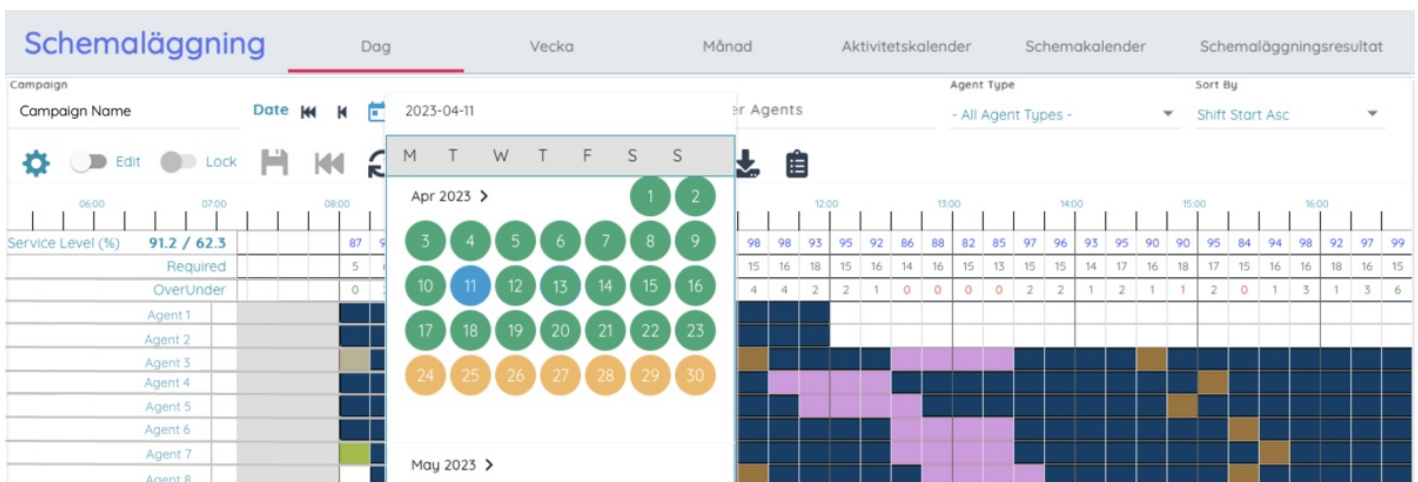 Schemaläggning Dag Vecka Månad Aktivitetskalender Schemakalender Schemaläggningsresultat
Campaign Agent Type Sort By
Campaign Name Date 2023-04-11 Agents - All Agent Types - Shift Start Asc
Edit Lock M T W T F S S
Apr 2023 1 2
06:00 07:00 08:00 12:00 13:00 14:00 15:00 16:00
3 4 5 6 7 8 9
Service Level (%) 91.2 / 62.3 87 98 98 93 95 92 86 88 82 85 97 96 93 95 90 90 95 84 94 98 92 97 99
Required 5 15 16 18 15 16 14 16 15 13 15 15 14 17 16 18 17 15 16 16 18 16 15
10 11 12 13 14 15 16
OverUnder 0 4 4 2 2 1 0 0 0 0 2 2 1 2 1 1 2 0 1 3 1 3 6
Agent 1
17 18 19 20 21 22 23
Agent 2
Agent 3
24 25 26 27 28 29 30
Agent 4
Agent 5
Agent 6
Agent 7
May 2023
Agent 8